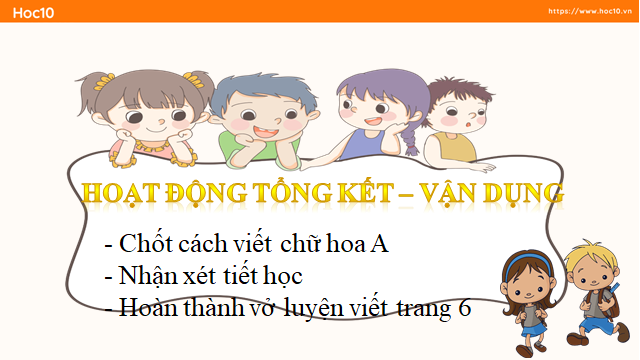 Hoc10
https://www.hoc10.vn
HOẠT ĐỘNG TỔNG KẾT – VẬN DỤNG
- Chốt cách viết chữ hoa A
- Nhận xét tiết học
- Hoàn thành vở luyện viết trang 6